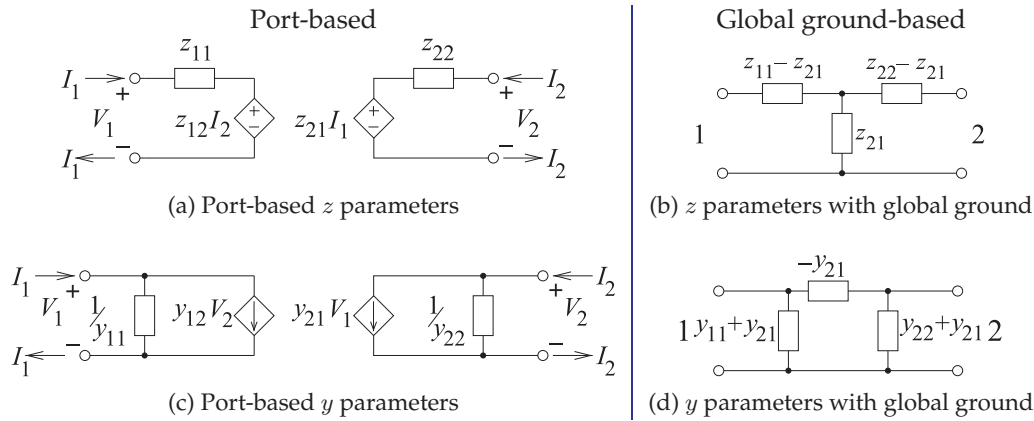 Port-based
Global ground-based
z11 z22
I1 I2
+ + − + − +
V1 z12I2 z21I1 V2
I1 − − I2
(a) Port-based z parameters
z11 − z21 z22 − z21
1 z21 2
(b) z parameters with global ground
I1 I2
+ +
V1 1/y11 y12V2 y21V1 1/y22 V2
I1 − − I2
(c) Port-based y parameters
−y21
1 y11+y21 y22+y21 2
(d) y parameters with global ground